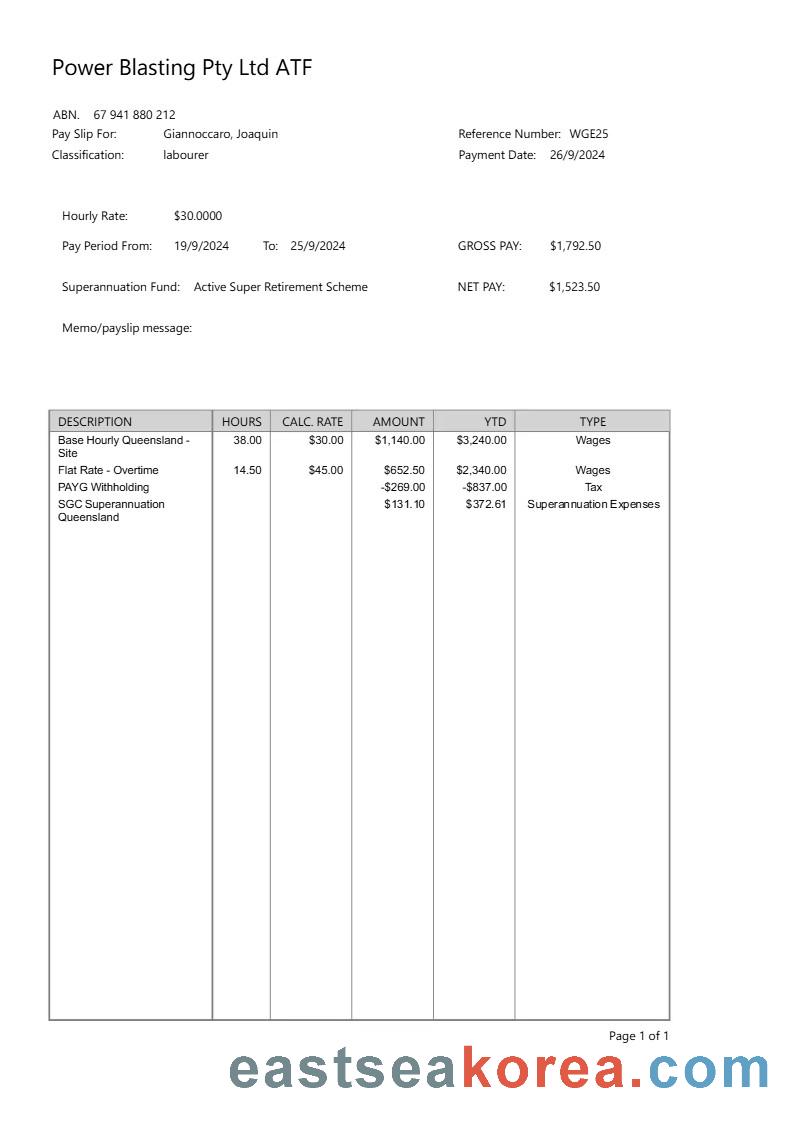 Power Blasting Pty Ltd ATF
ABN. 67 941 880 212
Pay Slip For: Giannoccaro, Joaquin Reference Number: WGE25
Classification: labourer Payment Date: 26/9/2024
Hourly Rate: $30.0000
Pay Period From: 19/9/2024 To: 25/9/2024 GROSS PAY: $1,792.50
Superannuation Fund: Active Super Retirement Scheme NET PAY: $1,523.50
Memo/payslip message:
DESCRIPTION HOURS CALC. RATE AMOUNT YTD TYPE
Base Hourly Queensland - 38.00 $30.00 $1,140.00 $3,240.00 Wages
Site
Flat Rate - Overtime 14.50 $45.00 $652.50 $2,340.00 Wages
PAYG Withholding -$269.00 -$837.00 Tax
SGC Superannuation $131.10 $372.61 Superannuation Expenses
Queensland
Page 1 of 1
eastseakorea.com